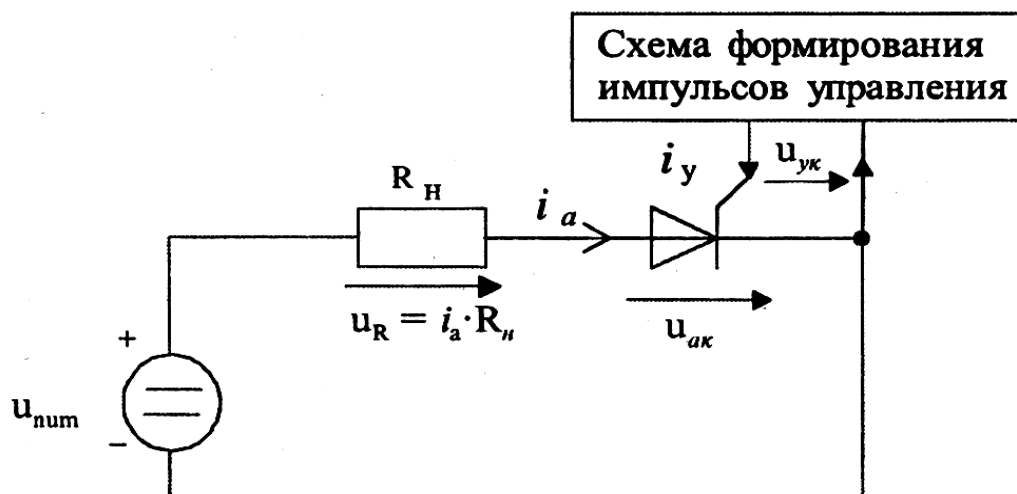 Схема формирования
импульсов управления
i у
u ук
R н
i a
u R = i a · R н
u ак
+
u пит
−